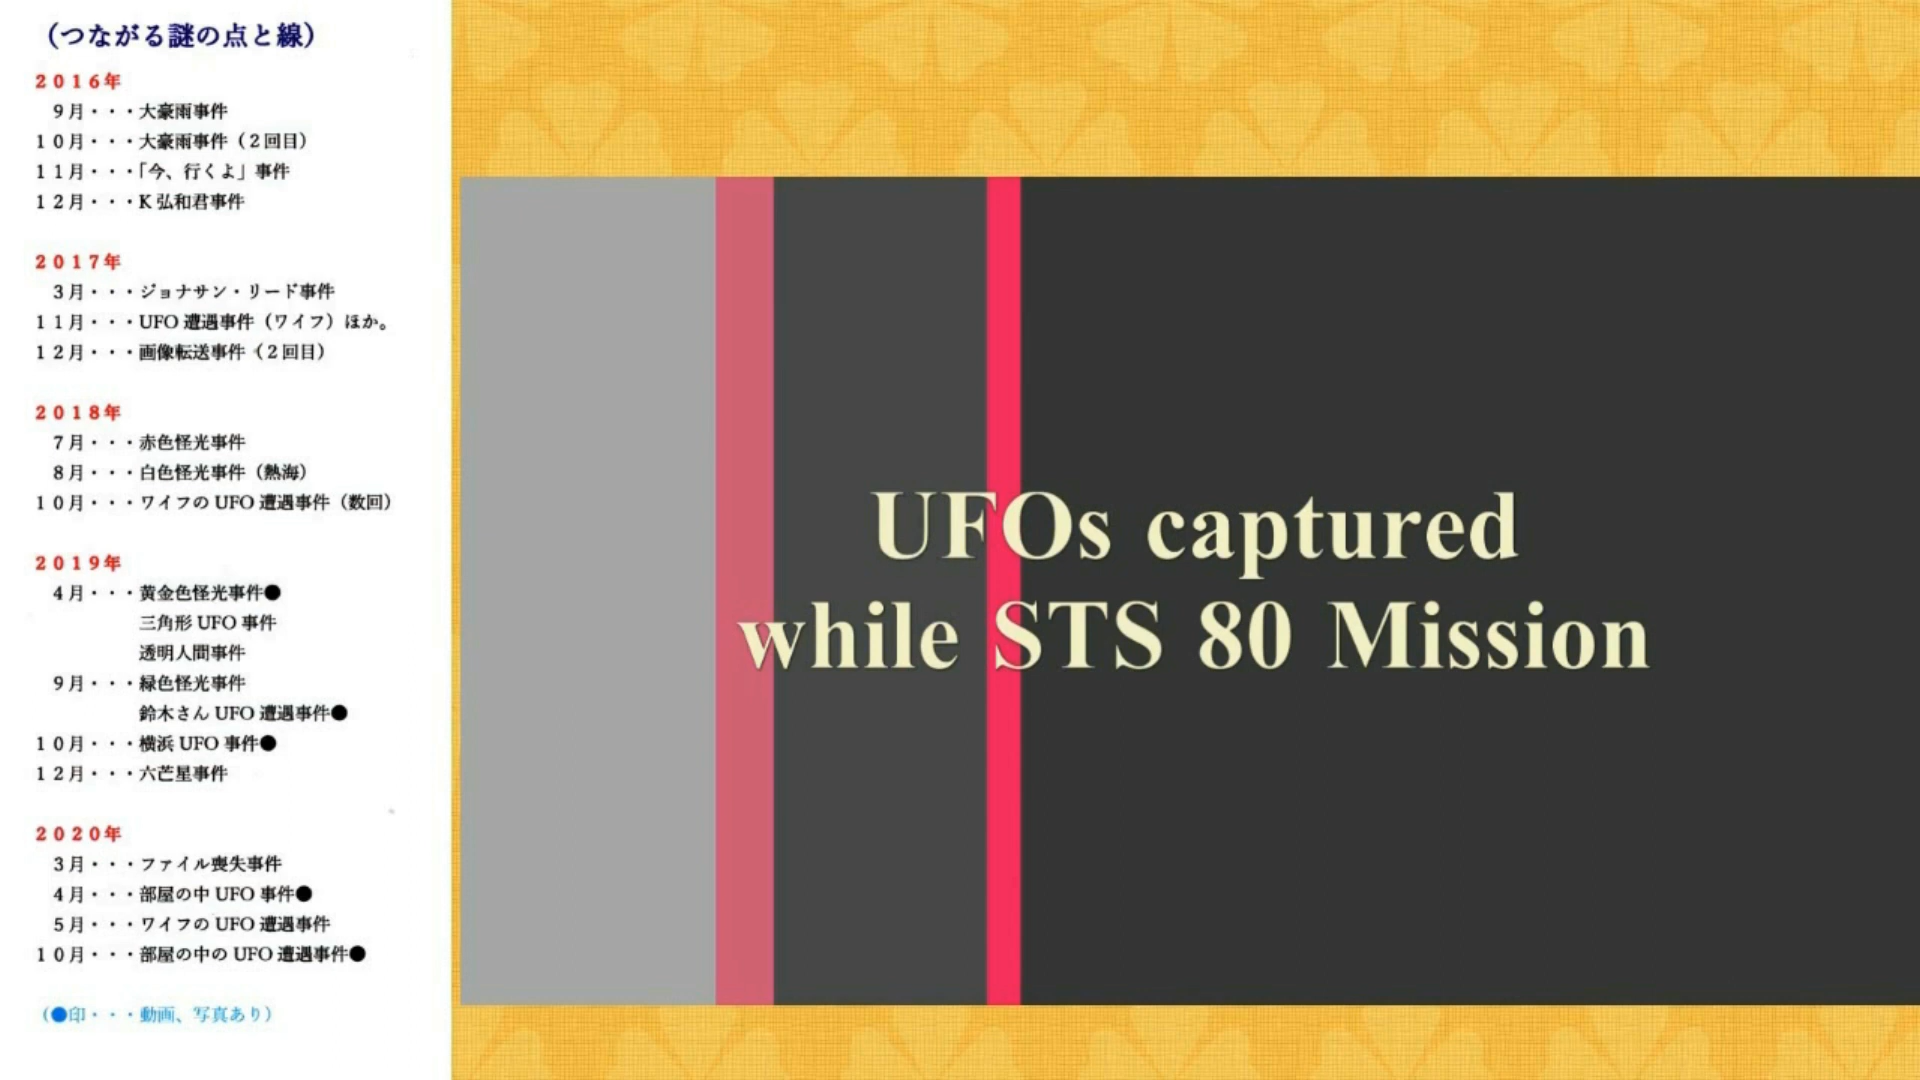 (つながる謎の点と線)
2016年
9月・・・大豪雨事件
10月・・・大豪雨事件(2回目)
11月・・・「今、行くよ」事件
12月・・・K弘和君事件
2017年
3月・・・ジョナサン・リード事件
11月・・・UFO遭遇事件(ワイフ)ほか。
12月・・・画像転送事件(2回目)
2018年
7月・・・赤色怪光事件
8月・・・白色怪光事件(熱海)
10月・・・ワイフのUFO遭遇事件(数回)
2019年
4月・・・黄金色怪光事件●
三角形UFO事件
透明人間事件
9月・・・緑色怪光事件
鈴木さんUFO遭遇事件●
10月・・・横浜UFO事件●
12月・・・六芒星事件
2020年
3月・・・ファイル喪失事件
4月・・・部屋の中UFO事件●
5月・・・ワイフのUFO遭遇事件
10月・・・部屋の中のUFO遭遇事件●
(●印・・・動画、写真あり)
UFOs captured
while STS 80 Mission